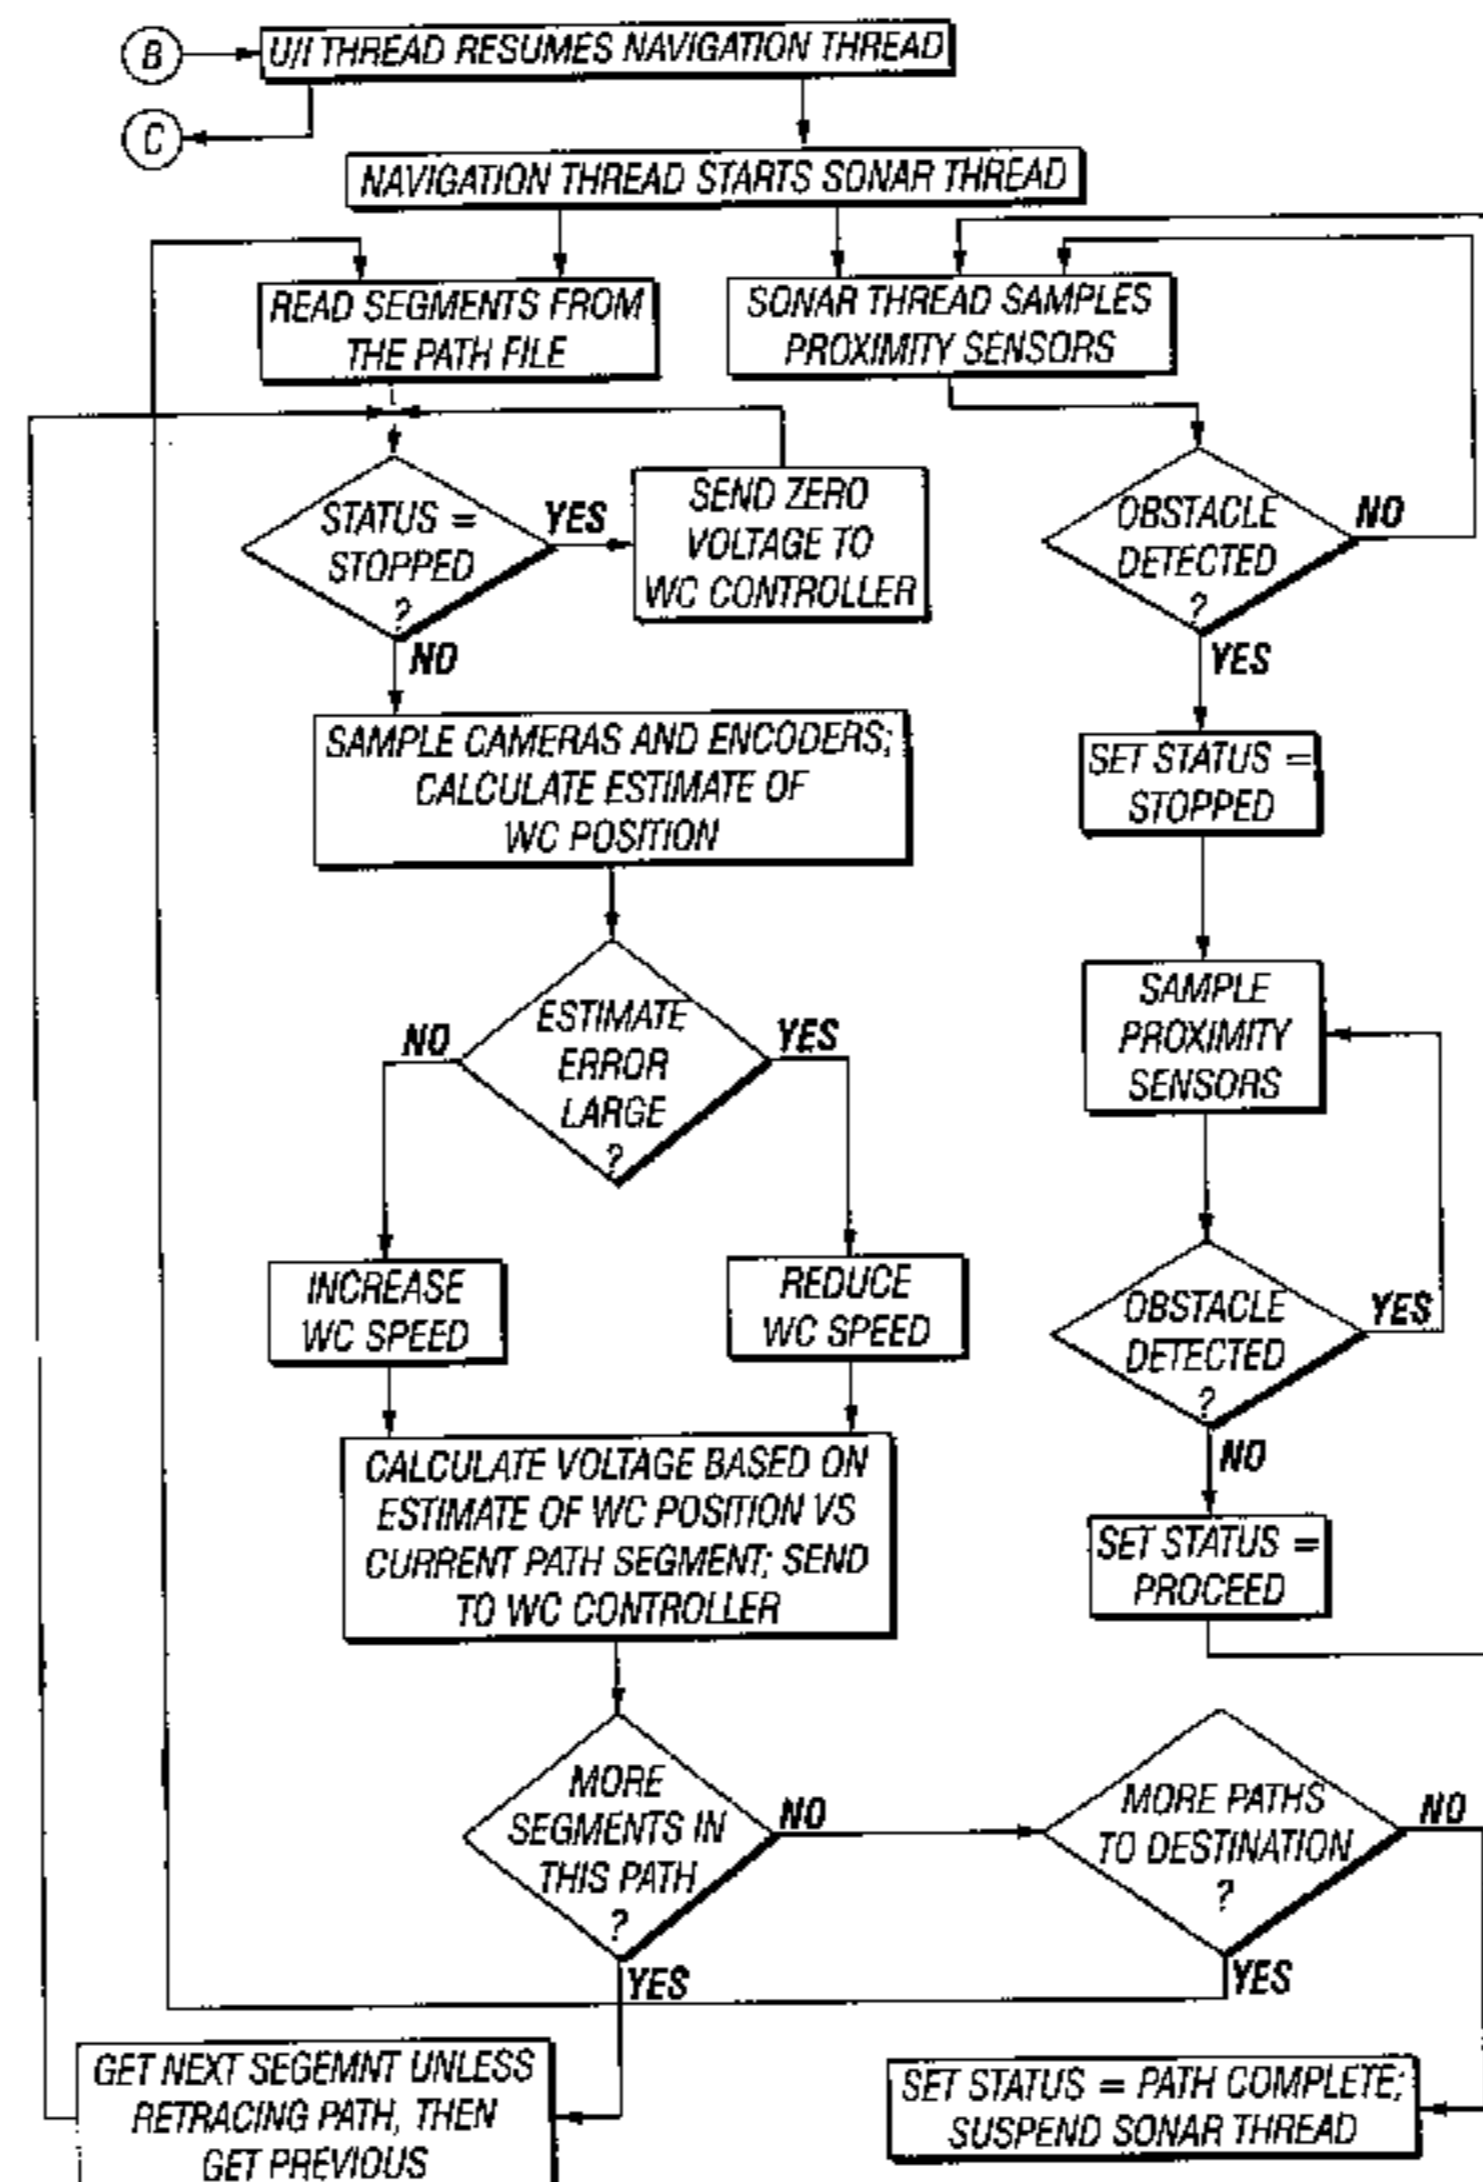 B
U/I THREAD RESUMES NAVIGATION THREAD
C
NAVIGATION THREAD STARTS SONAR THREAD
READ SEGMENTS FROM
THE PATH FILE
SONAR THREAD SAMPLES
PROXIMITY SENSORS
STATUS =
STOPPED
?
YES
NO
SEND ZERO
VOLTAGE TO
WC CONTROLLER
OBSTACLE
DETECTED
?
NO
YES
SAMPLE CAMERAS AND ENCODERS;
CALCULATE ESTIMATE OF
WC POSITION
SET STATUS =
STOPPED
ESTIMATE
ERROR
LARGE
?
NO
YES
SAMPLE
PROXIMITY
SENSORS
INCREASE
WC SPEED
REDUCE
WC SPEED
OBSTACLE
DETECTED
?
YES
NO
CALCULATE VOLTAGE BASED ON
ESTIMATE OF WC POSITION VS
CURRENT PATH SEGMENT; SEND
TO WC CONTROLLER
SET STATUS =
PROCEED
MORE
SEGMENTS IN
THIS PATH
?
NO
YES
MORE PATHS
TO DESTINATION
?
NO
YES
GET NEXT SEGEMNT UNLESS
RETRACING PATH, THEN
GET PREVIOUS
SET STATUS = PATH COMPLETE;
SUSPEND SONAR THREAD